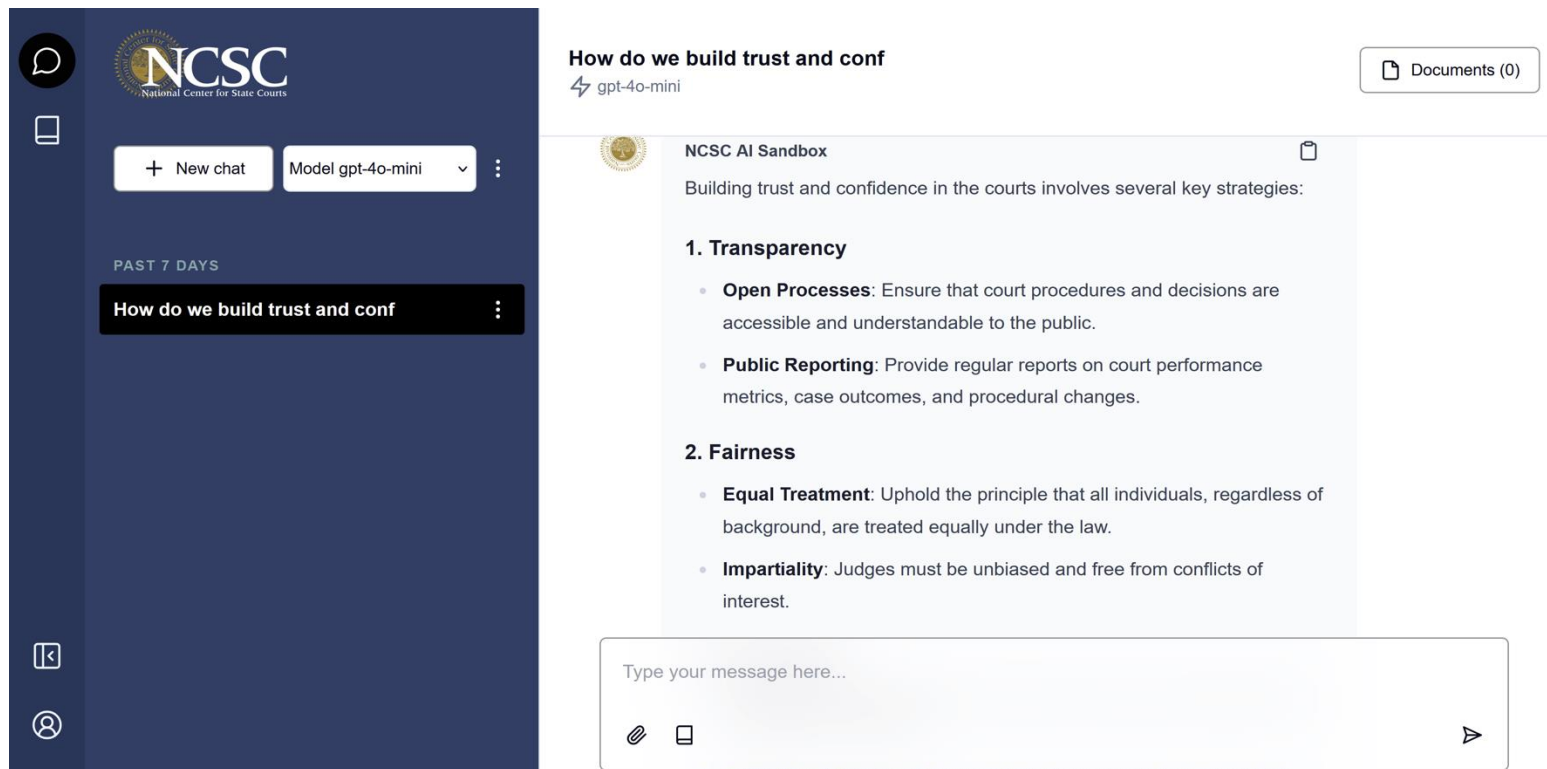 NCSC
National Center for State Courts
New chat
Model gpt-4o-mini
PAST 7 DAYS
How do we build trust and conf
How do we build trust and conf
gpt-4o-mini
Documents (0)
NCSC AI Sandbox
Building trust and confidence in the courts involves several key strategies:
1. Transparency
Open Processes: Ensure that court procedures and decisions are
accessible and understandable to the public.
Public Reporting: Provide regular reports on court performance
metrics, case outcomes, and procedural changes.
2. Fairness
Equal Treatment: Uphold the principle that all individuals, regardless of
background, are treated equally under the law.
Impartiality: Judges must be unbiased and free from conflicts of
interest.
Type your message here...